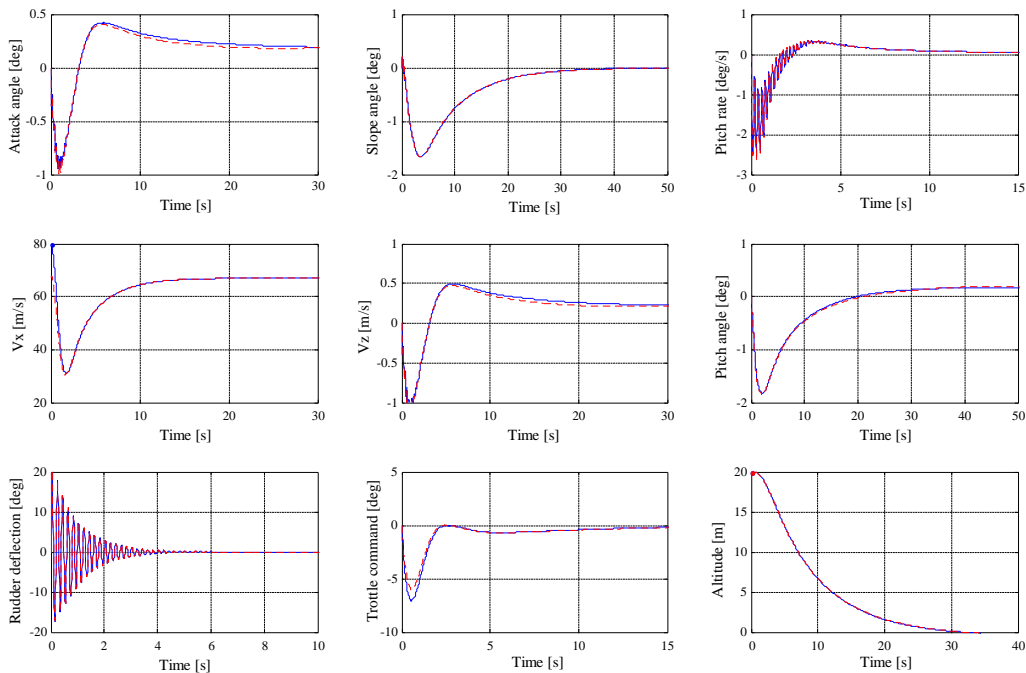 0.5
0
-0.5
-1
0 10 20 30
Attack angle [deg]
Time [s]
1
0
-1
-2
0 10 20 30 40 50
Slope angle [deg]
Time [s]
1
0
-1
-2
-3
0 5 10 15
Pitch rate [deg/s]
Time [s]
80
60
40
20
0 10 20 30
Vx [m/s]
Time [s]
1
0.5
0
-0.5
-1
0 10 20 30
Vz [m/s]
Time [s]
1
0
-1
-2
0 10 20 30 40 50
Pitch angle [deg]
Time [s]
20
10
0
-10
-20
0 2 4 6 8 10
Rudder deflection [deg]
Time [s]
5
0
-5
-10
0 5 10 15
Trottle command [deg]
Time [s]
20
15
10
5
0
0 10 20 30 40
Altitude [m]
Time [s]